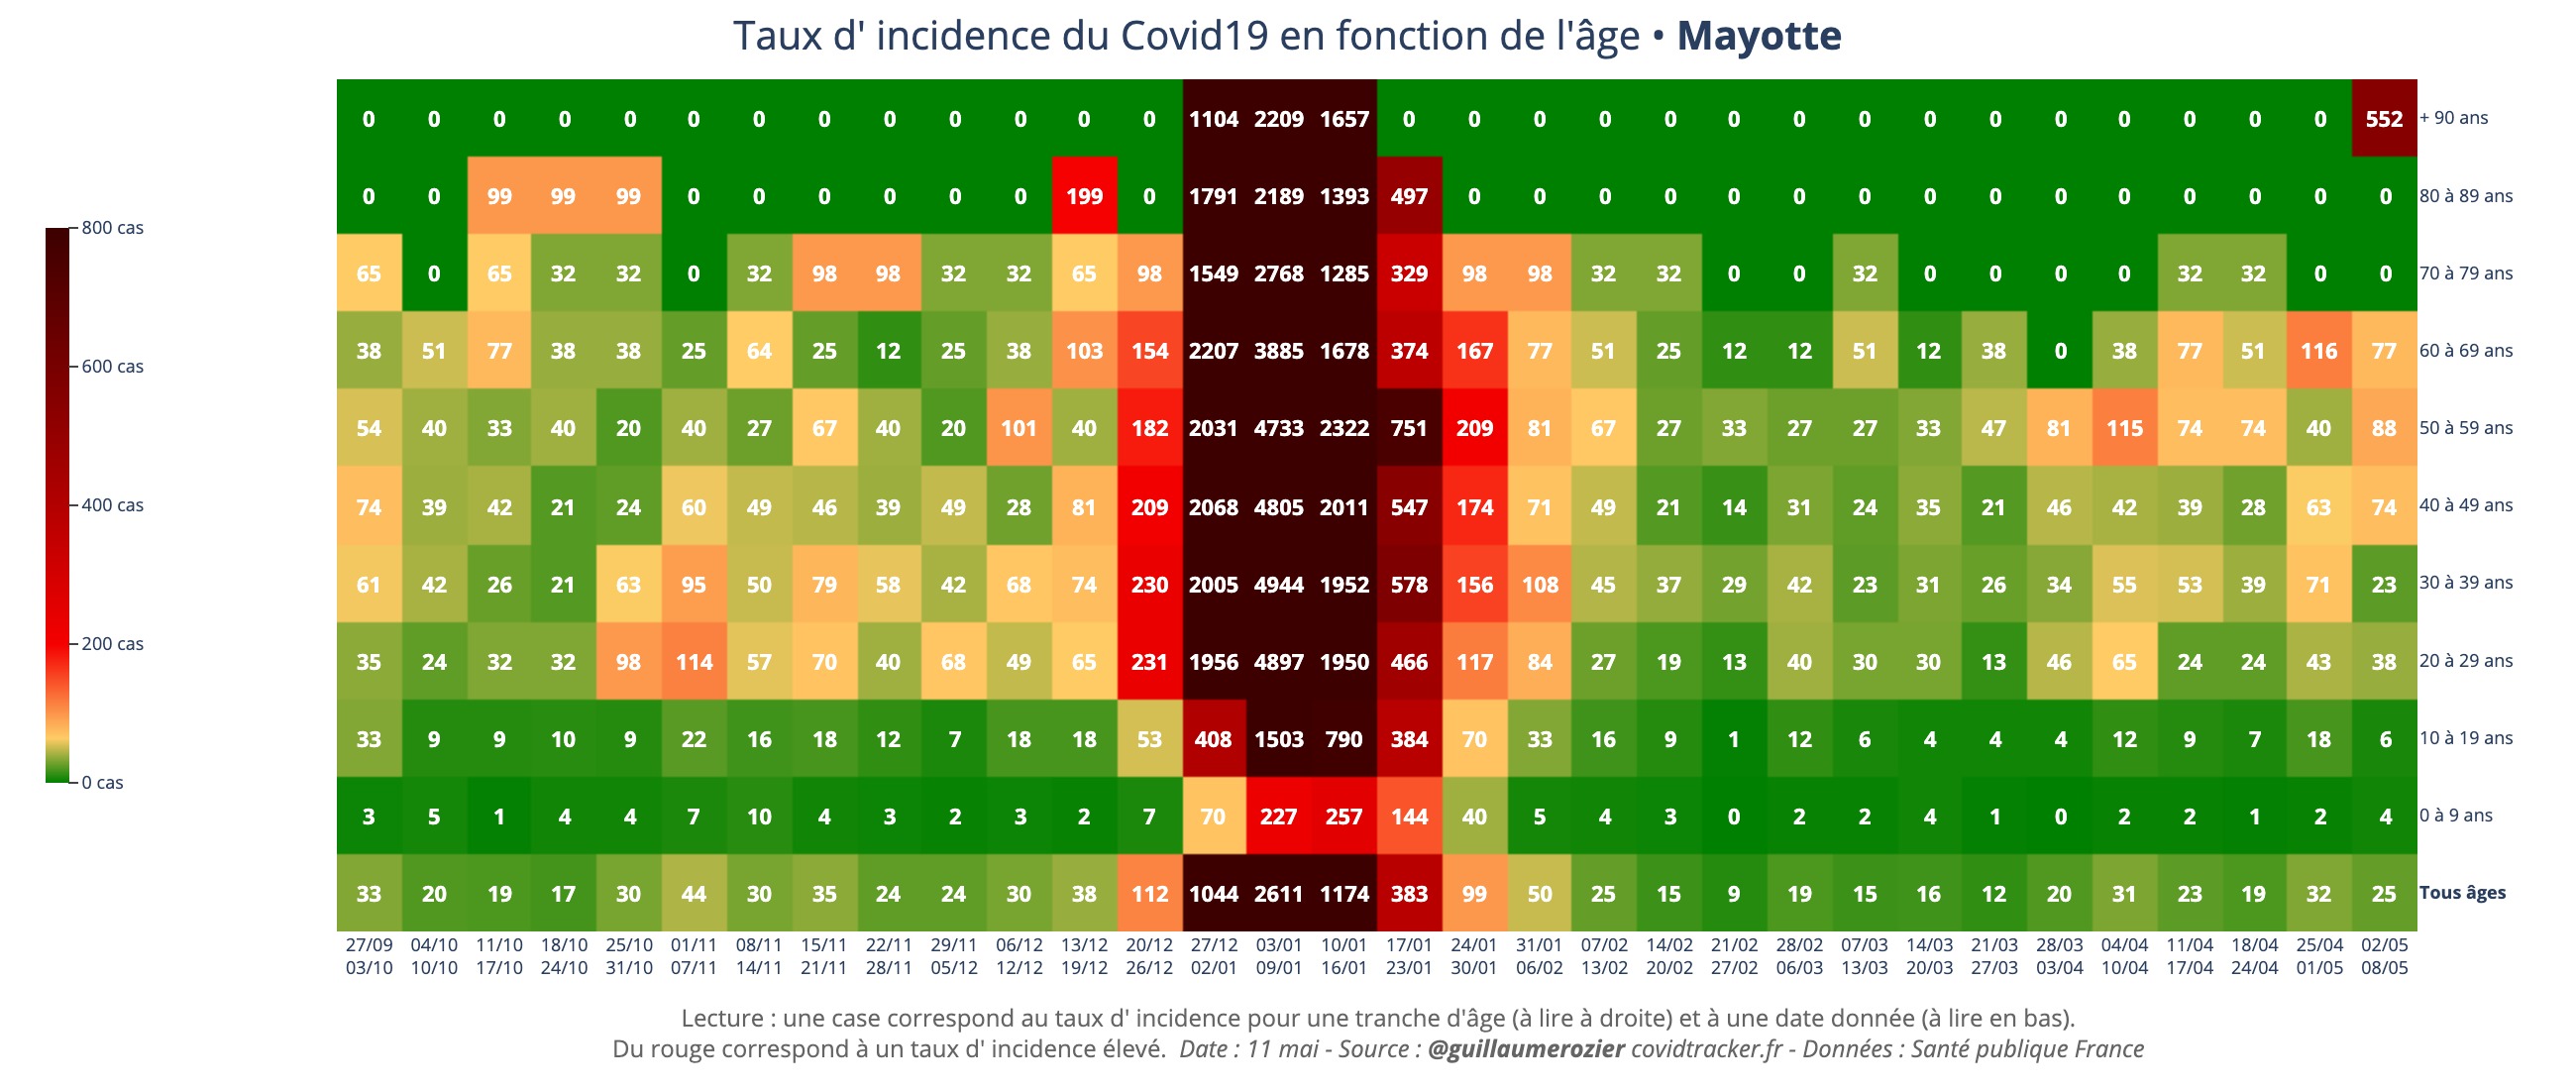 Taux d' incidence du Covid19 en fonction de l'âge • Mayotte
0 0 0 0 0 0 0 0 0 0 0 0 0 1104 2209 1657 0 0 0 0 0 0 0 0 0 0 0 0 0 0 0 552 + 90 ans
0 0 99 99 99 0 0 0 0 0 0 199 0 1791 2189 1393 497 0 0 0 0 0 0 0 0 0 0 0 0 0 0 0 80 à 89 ans
800 cas
65 0 65 32 32 0 32 98 98 32 32 65 98 1549 2768 1285 329 98 98 32 32 0 0 32 0 0 0 0 32 32 0 0 70 à 79 ans
38 51 77 38 38 25 64 25 12 25 38 103 154 2207 3885 1678 374 167 77 51 25 12 12 51 12 38 0 38 77 51 116 77 60 à 69 ans
600 cas
54 40 33 40 20 40 27 67 40 20 101 40 182 2031 4733 2322 751 209 81 67 27 33 27 27 33 47 81 115 74 74 40 88 50 à 59 ans
400 cas
74 39 42 21 24 60 49 46 39 49 28 81 209 2068 4805 2011 547 174 71 49 21 14 31 24 35 21 46 42 39 28 63 74 40 à 49 ans
61 42 26 21 63 95 50 79 58 42 68 74 230 2005 4944 1952 578 156 108 45 37 29 42 23 31 26 34 55 53 39 71 23 30 à 39 ans
200 cas
35 24 32 32 98 114 57 70 40 68 49 65 231 1956 4897 1950 466 117 84 27 19 13 40 30 30 13 46 65 24 24 43 38 20 à 29 ans
33 9 9 10 9 22 16 18 12 7 18 18 53 408 1503 790 384 70 33 16 9 1 12 6 4 4 4 12 9 7 18 6 10 à 19 ans
0 cas
3 5 1 4 4 7 10 4 3 2 3 2 7 70 227 257 144 40 5 4 3 0 2 2 4 1 0 2 2 1 2 4 0 à 9 ans
33 20 19 17 30 44 30 35 24 24 30 38 112 1044 2611 1174 383 99 50 25 15 9 19 15 16 12 20 31 23 19 32 25 Tous âges
27/09 04/10 11/10 18/10 25/10 01/11 08/11 15/11 22/11 29/11 06/12 13/12 20/12 27/12 03/01 10/01 17/01 24/01 31/01 07/02 14/02 21/02 28/02 07/03 14/03 21/03 28/03 04/04 11/04 18/04 25/04 02/05
03/10 10/10 17/10 24/10 31/10 07/11 14/11 21/11 28/11 05/12 12/12 19/12 26/12 02/01 09/01 16/01 23/01 30/01 06/02 13/02 20/02 27/02 06/03 13/03 20/03 27/03 03/04 10/04 17/04 24/04 01/05 08/05
Lecture : une case correspond au taux d' incidence pour une tranche d'âge (à lire à droite) et à une date donnée (à lire en bas).
Du rouge correspond à un taux d' incidence élevé. Date : 11 mai - Source : @guillaumerozier covidtracker.fr - Données : Santé publique France